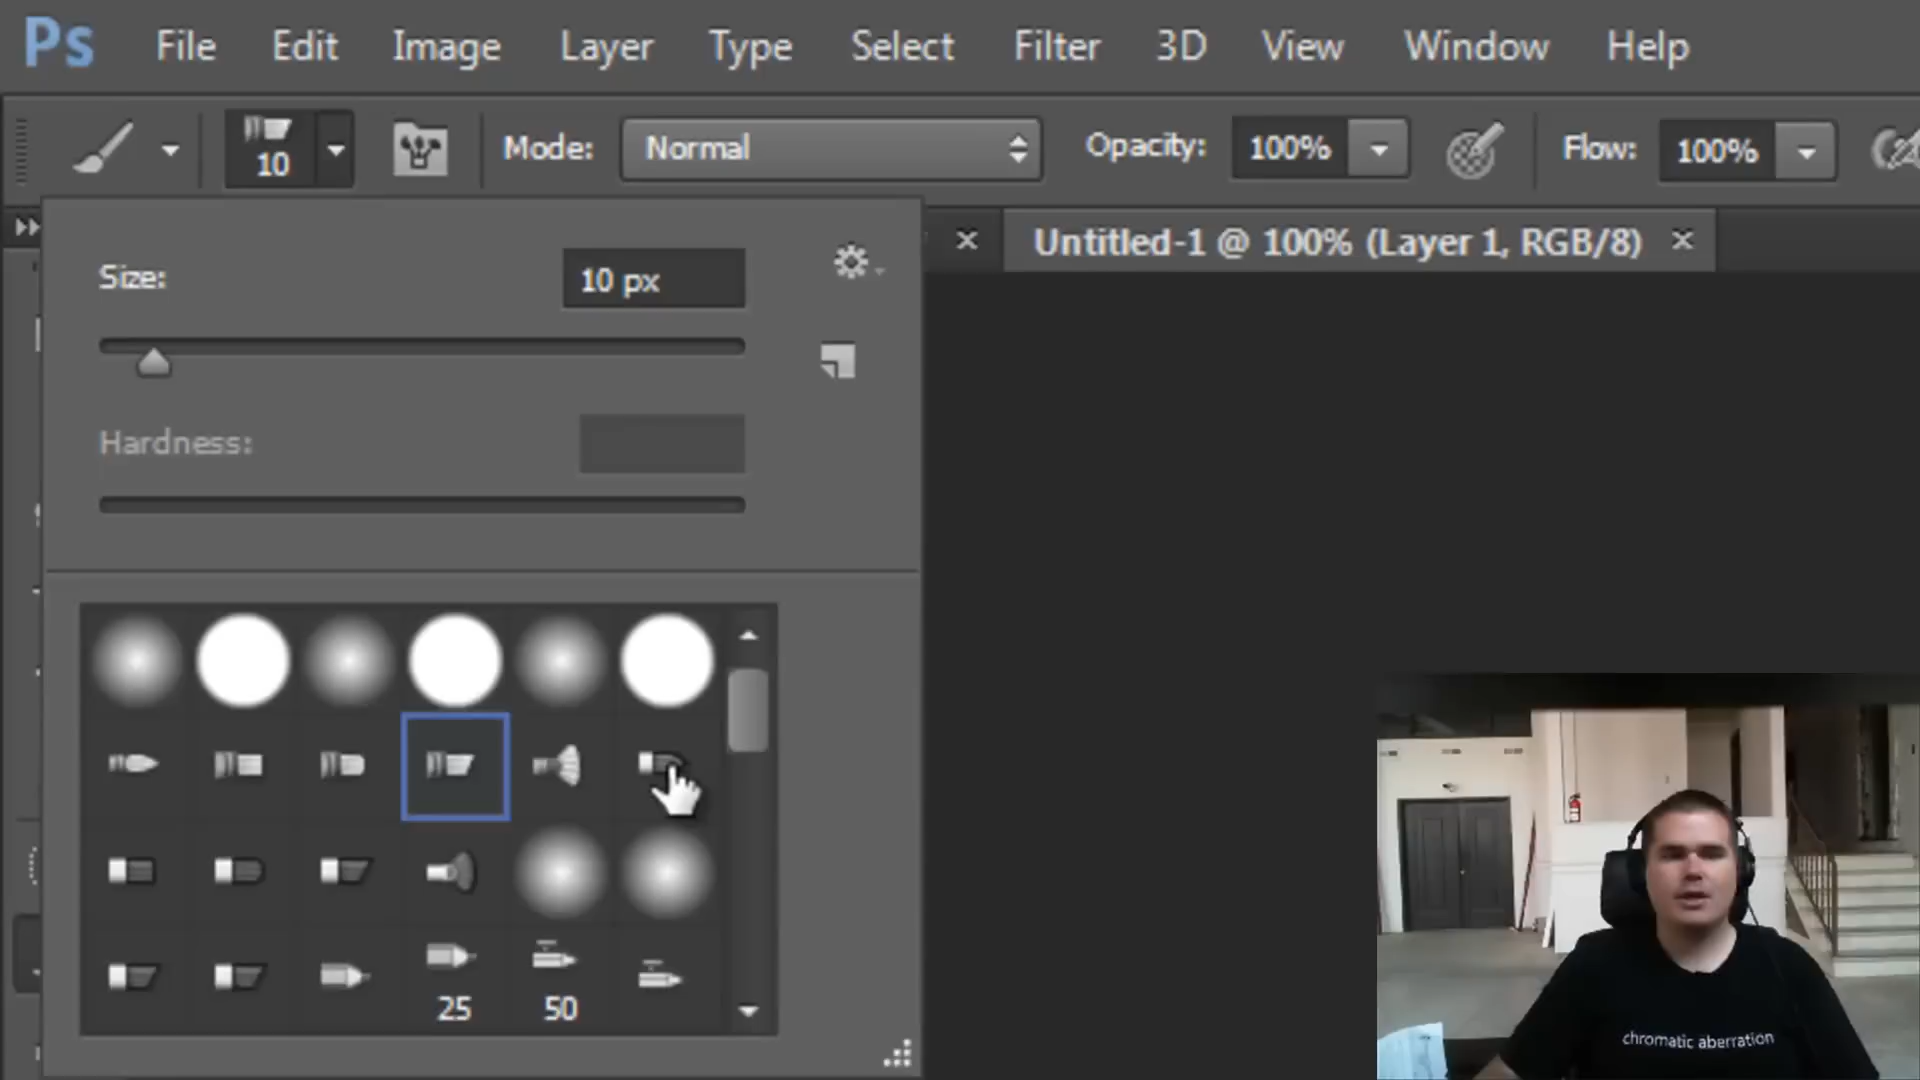 Ps File Edit Image Layer Type Select Filter 3D View Window Help
10 Mode: Normal Opacity: 100% Flow: 100%
Untitled-1 @ 100% (Layer 1, RGB/8)
Size: 10 px
Hardness:
25 50
chromatic aberration